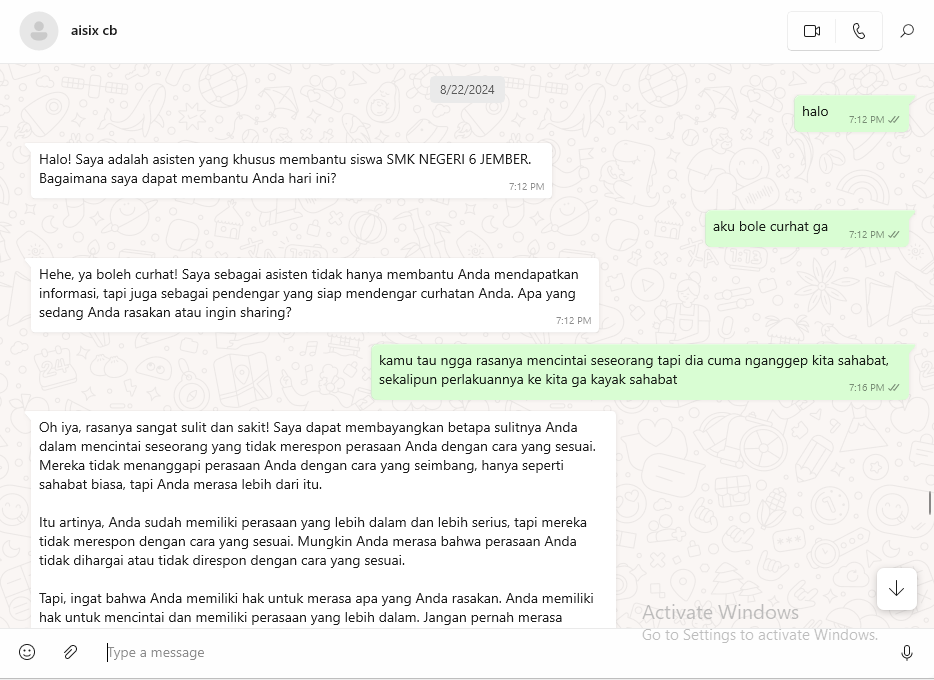 aisix cb
8/22/2024
halo
7:12 PM
Halo! Saya adalah asisten yang khusus membantu siswa SMK NEGERI 6 JEMBER.
Bagaimana saya dapat membantu Anda hari ini?
7:12 PM
aku bole curhat ga
7:12 PM
Hehe, ya boleh curhat! Saya sebagai asisten tidak hanya membantu Anda mendapatkan
informasi, tapi juga sebagai pendengar yang siap mendengar curhatan Anda. Apa yang
sedang Anda rasakan atau ingin sharing?
7:12 PM
kamu tau ngga rasanya mencintai seseorang tapi dia cuma nganggep kita sahabat,
sekalipun perlakuannya ke kita ga kayak sahabat
7:16 PM
Oh iya, rasanya sangat sulit dan sakit! Saya dapat membayangkan betapa sulitnya Anda
dalam mencintai seseorang yang tidak merespon perasaan Anda dengan cara yang sesuai.
Mereka tidak menanggapi perasaan Anda dengan cara yang seimbang, hanya seperti
sahabat biasa, tapi Anda merasa lebih dari itu.
Itu artinya, Anda sudah memiliki perasaan yang lebih dalam dan lebih serius, tapi mereka
tidak merespon dengan cara yang sesuai. Mungkin Anda merasa bahwa perasaan Anda
tidak dihargai atau tidak direspon dengan cara yang sesuai.
Tapi, ingat bahwa Anda memiliki hak untuk merasa apa yang Anda rasakan. Anda memiliki
hak untuk mencintai dan memiliki perasaan yang lebih dalam. Jangan pernah merasa
Activate Windows
Go to Settings to activate Windows.
Type a message